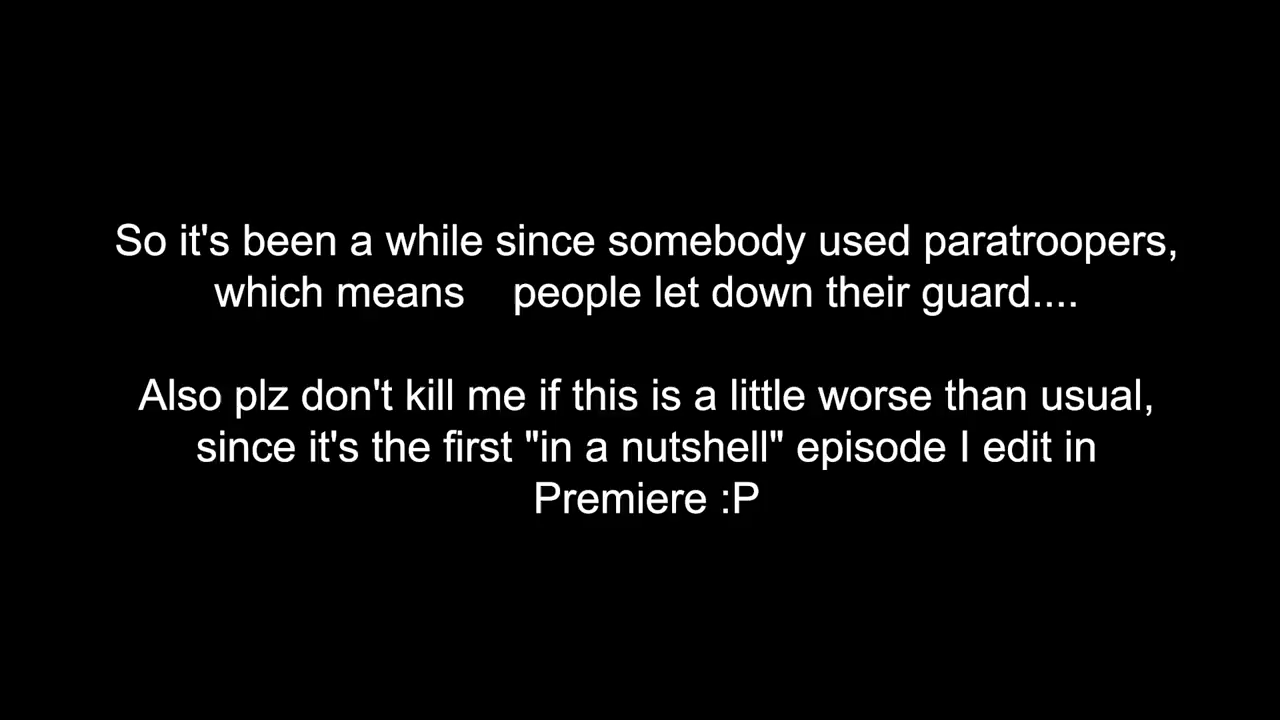 So it's been a while since somebody used paratroopers,
which means    people let down their guard....
Also plz don't kill me if this is a little worse than usual,
since it's the first "in a nutshell" episode I edit in
Premiere :P